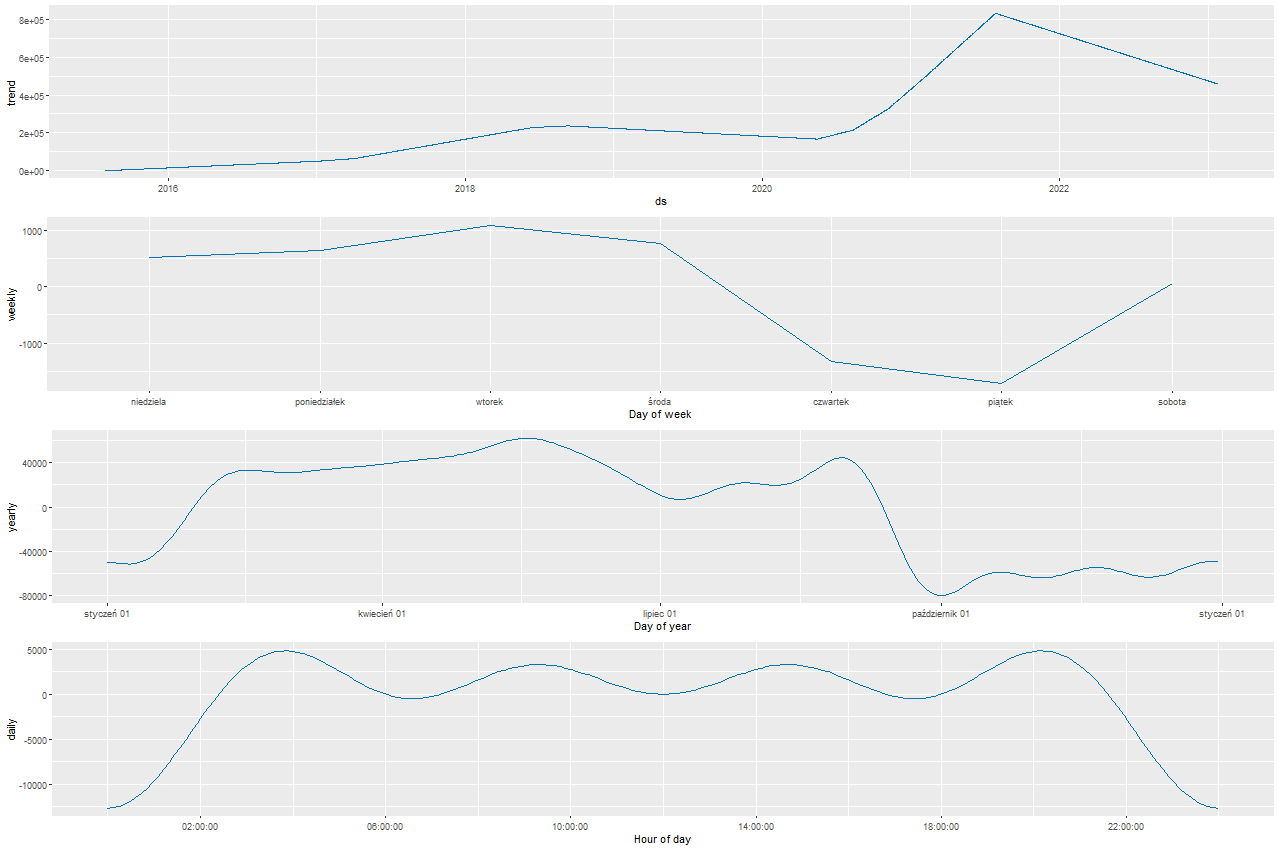 8e+05
6e+05
4e+05
2e+05
0e+00
trend
2016 2018 2020 2022
ds
1000
0
-1000
weekly
niedziela poniedziałek wtorek środa czwartek piątek sobota
Day of week
40000
0
-40000
-80000
yearly
styczeń 01 kwiecień 01 lipiec 01 październik 01 styczeń 01
Day of year
5000
0
-5000
-10000
daily
02:00:00 06:00:00 10:00:00 14:00:00 18:00:00 22:00:00
Hour of day